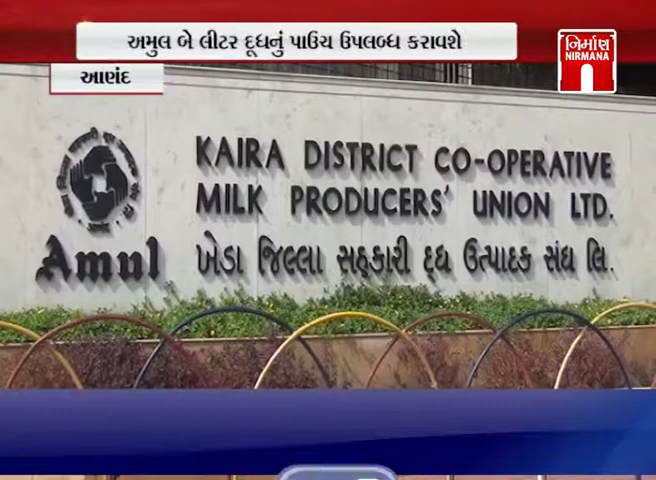 અમુલ બે લીટર દૂધનું પાઉચ ઉપલબ્ધ કરાવશે
નિર્માણ
NIRMANA
આણંદ
KAIRA DISTRICT CO-OPERATIVE
MILK PRODUCERS' UNION LTD.
Amul
ખેડા જિલ્લા સહકારી દૂધ ઉત્પાદક સંઘ લિ.